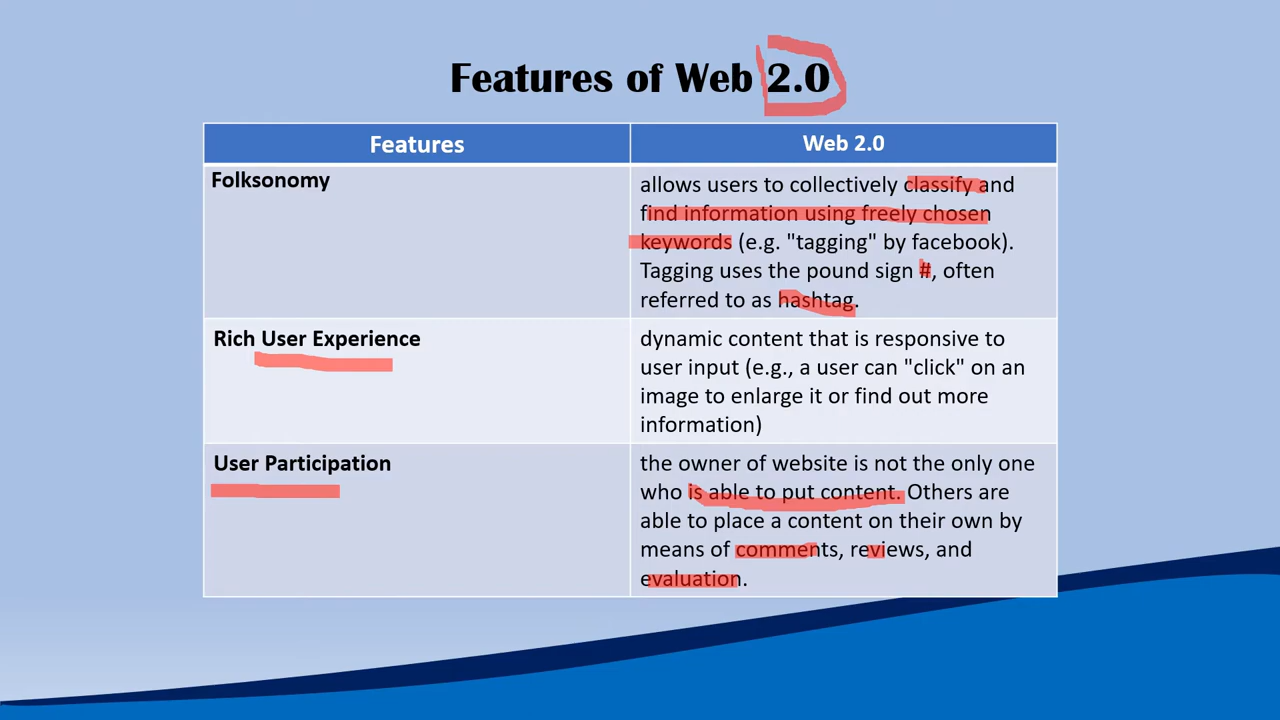 Features of Web 2.0
Features
Web 2.0
Folksonomy
allows users to collectively classify and
find information using freely chosen
keywords (e.g. "tagging" by facebook).
Tagging uses the pound sign #, often
referred to as hashtag.
Rich User Experience
dynamic content that is responsive to
user input (e.g., a user can "click" on an
image to enlarge it or find out more
information)
User Participation
the owner of website is not the only one
who is able to put content. Others are
able to place a content on their own by
means of comments, reviews, and
evaluation.